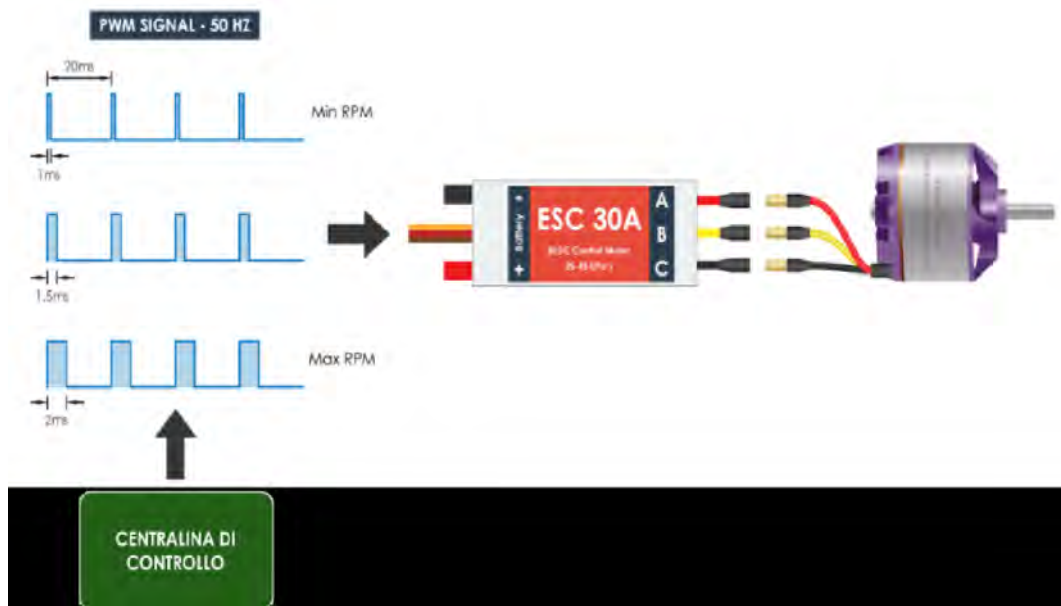 PWM SIGNAL - 50 HZ
20ms
Min RPM
1ms
1.5ms
Max RPM
2ms
Battery
+
ESC 30A
A
B
C
CENTRALINA DI
CONTROLLO